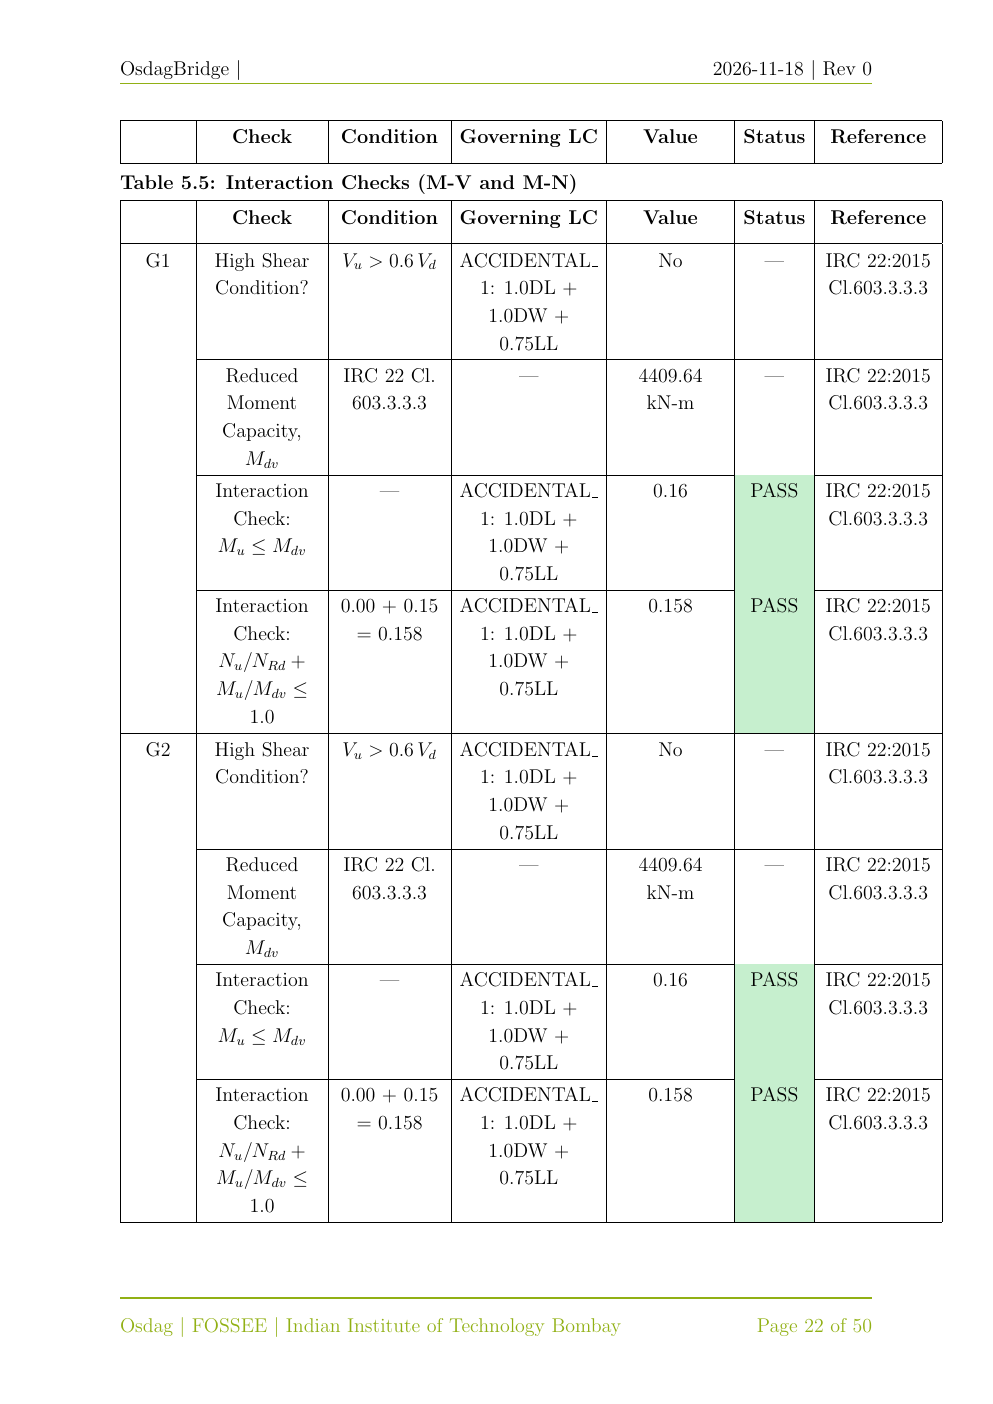 OsdagBridge |
2026-11-18 | Rev 0
Check Condition Governing LC Value Status Reference
Table 5.5: Interaction Checks (M-V and M-N)
Check Condition Governing LC Value Status Reference
G1 High Shear V_u > 0.6 V_d ACCIDENTAL_ No — IRC 22:2015
Condition? 1: 1.0DL + Cl.603.3.3.3
1.0DW +
0.75LL
Reduced IRC 22 Cl. — 4409.64 — IRC 22:2015
Moment 603.3.3.3 kN-m Cl.603.3.3.3
Capacity,
M_dv
Interaction — ACCIDENTAL_ 0.16 PASS IRC 22:2015
Check: 1: 1.0DL + Cl.603.3.3.3
M_u ≤ M_dv 1.0DW +
0.75LL
Interaction 0.00 + 0.15 ACCIDENTAL_ 0.158 PASS IRC 22:2015
Check: = 0.158 1: 1.0DL + Cl.603.3.3.3
N_u/N_Rd + 1.0DW +
M_u/M_dv ≤ 0.75LL
1.0
G2 High Shear V_u > 0.6 V_d ACCIDENTAL_ No — IRC 22:2015
Condition? 1: 1.0DL + Cl.603.3.3.3
1.0DW +
0.75LL
Reduced IRC 22 Cl. — 4409.64 — IRC 22:2015
Moment 603.3.3.3 kN-m Cl.603.3.3.3
Capacity,
M_dv
Interaction — ACCIDENTAL_ 0.16 PASS IRC 22:2015
Check: 1: 1.0DL + Cl.603.3.3.3
M_u ≤ M_dv 1.0DW +
0.75LL
Interaction 0.00 + 0.15 ACCIDENTAL_ 0.158 PASS IRC 22:2015
Check: = 0.158 1: 1.0DL + Cl.603.3.3.3
N_u/N_Rd + 1.0DW +
M_u/M_dv ≤ 0.75LL
1.0
Osdag | FOSSEE | Indian Institute of Technology Bombay
Page 22 of 50